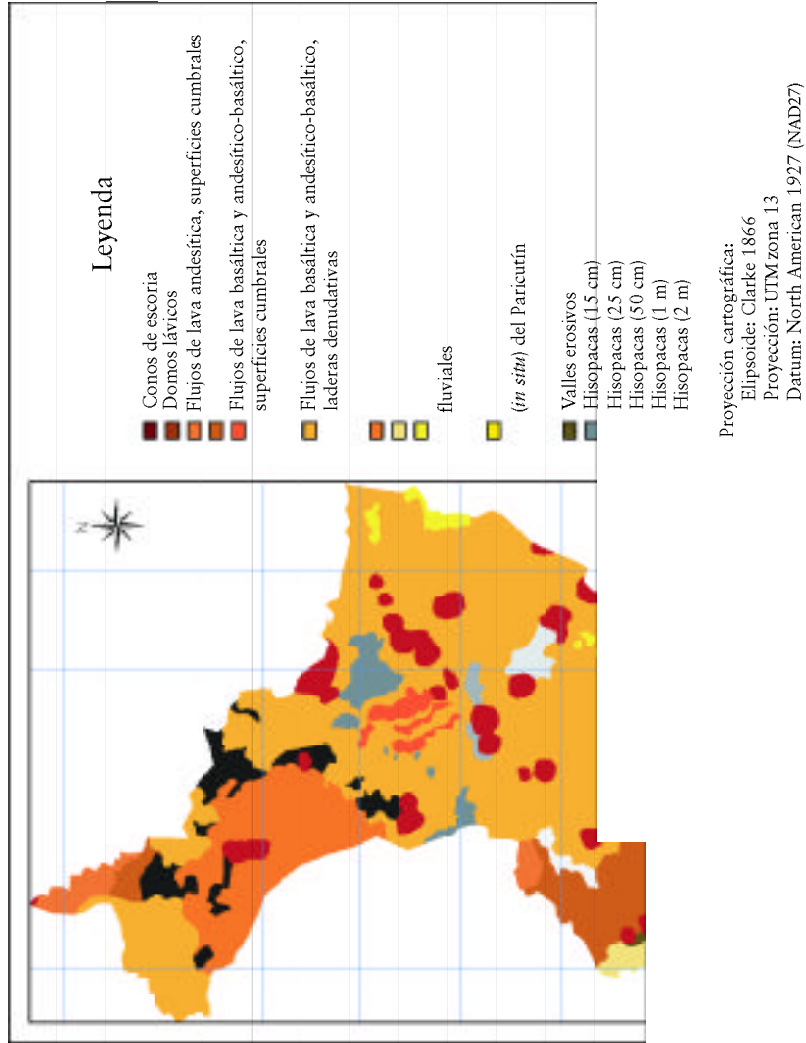 Leyenda
Conos de escoria
Domos lávicos
Flujos de lava andesítica, superficies cumbrales
Flujos de lava basáltica y andesítico-basáltico,
superficies cumbrales
Flujos de lava basáltica y andesítico-basáltico,
laderas denudativas
fluviales
(in situ) del Paricutín
Valles erosivos
Hisopacas (15 cm)
Hisopacas (25 cm)
Hisopacas (50 cm)
Hisopacas (1 m)
Hisopacas (2 m)
Proyección cartográfica:
Elipsoide: Clarke 1866
Proyección: UTM zona 13
Datum: North American 1927 (NAD27)
N